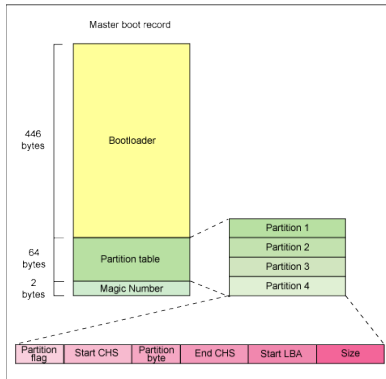 Master boot record
446
bytes
Bootloader
64
bytes
Partition table
2
bytes
Magic Number
Partition 1
Partition 2
Partition 3
Partition 4
Partition
flag
Start CHS
Partition
byte
End CHS
Start LBA
Size